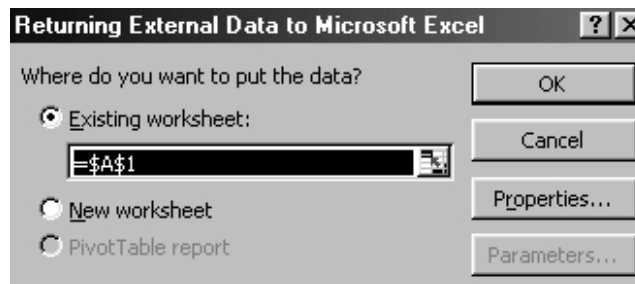 Returning External Data to Microsoft Excel
Where do you want to put the data?
Existing worksheet:
=$A$1
New worksheet
PivotTable report
OK
Cancel
Properties...
Parameters...